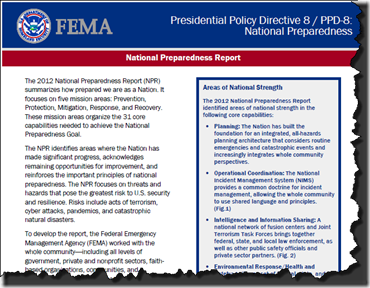 FEMA
Presidential Policy Directive 8 / PPD-8:
National Preparedness
National Preparedness Report
The 2012 National Preparedness Report (NPR)
summarizes how prepared we are as a Nation. It
focuses on five mission areas: Prevention,
Protection, Mitigation, Response, and Recovery.
These mission areas organize the 31 core
capabilities needed to achieve the National
Preparedness Goal.
The NPR identifies areas where the Nation has
made significant progress, acknowledges
remaining opportunities for improvement, and
reinforces the important principles of national
preparedness. The NPR focuses on threats and
hazards that pose the greatest risk to U.S. security
and resilience. Risks include acts of terrorism,
cyber attacks, pandemics, and catastrophic
natural disasters.
To develop the report, the Federal Emergency
Management Agency (FEMA) worked with the
whole community—including all levels of
government, private and nonprofit sectors, faith-
based organizations, communities, and
Areas of National Strength
The 2012 National Preparedness Report
identified areas of national strength in the
following core capabilities:
• Planning: The Nation has built the
foundation for an integrated, all-hazards
planning architecture that considers routine
emergencies and catastrophic events and
increasingly integrates whole community
perspectives.
• Operational Coordination: The National
Incident Management System (NIMS)
provides a common doctrine for incident
management, allowing the whole community
to use shared language and principles.
(Fig.1)
• Intelligence and Information Sharing: A
national network of fusion centers and Joint
Terrorism Task Forces brings together
federal, state, and local law enforcement, as
well as other public safety officials and
private sector partners. (Fig. 2)
• Environmental Response/Health and